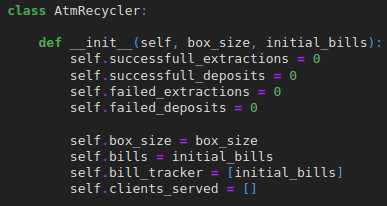 class AtmRecycler:
    def __init__(self, box_size, initial_bills):
        self.successfull_extractions = 0
        self.successfull_deposits = 0
        self.failed_extractions = 0
        self.failed_deposits = 0
        self.box_size = box_size
        self.bills = initial_bills
        self.bill_tracker = [initial_bills]
        self.clients_served = []